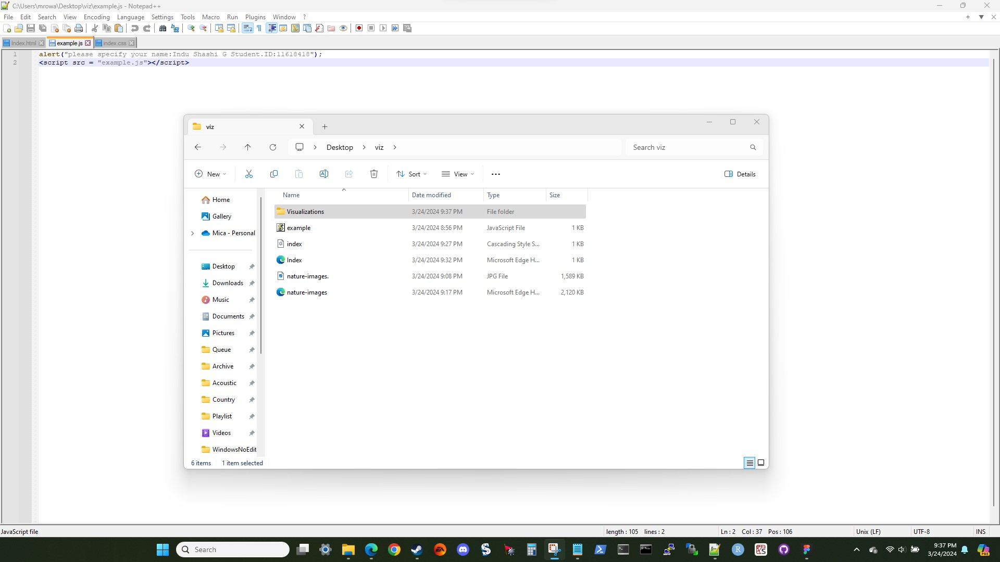 C:\Users\mrowa\Desktop\viz\example.js - Notepad++
File Edit Search View Encoding Language Settings Tools Macro Run Plugins Window ?
Index.html example.js index.css
1 alert("please specify your name:Indu Shashi G Student.ID:11618418");
2 <script src = "example.js"></script>
viz
Desktop viz
Search viz
New Sort View Details
Name Date modified Type Size
Home
Gallery
Mica - Personal
Desktop
Downloads
Music
Documents
Pictures
Queue
Archive
Acoustic
Country
Playlist
Videos
WindowsNoEdit
Visualizations 3/24/2024 9:37 PM File folder
example 3/24/2024 8:56 PM JavaScript File 1 KB
index 3/24/2024 9:27 PM Cascading Style S... 1 KB
Index 3/24/2024 9:32 PM Microsoft Edge H... 1 KB
nature-images. 3/24/2024 9:08 PM JPG File 1,589 KB
nature-images 3/24/2024 9:17 PM Microsoft Edge H... 2,120 KB
6 items 1 item selected
JavaScript file length : 105 lines : 2 Ln : 2 Col : 37 Pos : 106 Unix (LF) UTF-8 INS
Search
EA
R
PRE
9:37 PM
3/24/2024